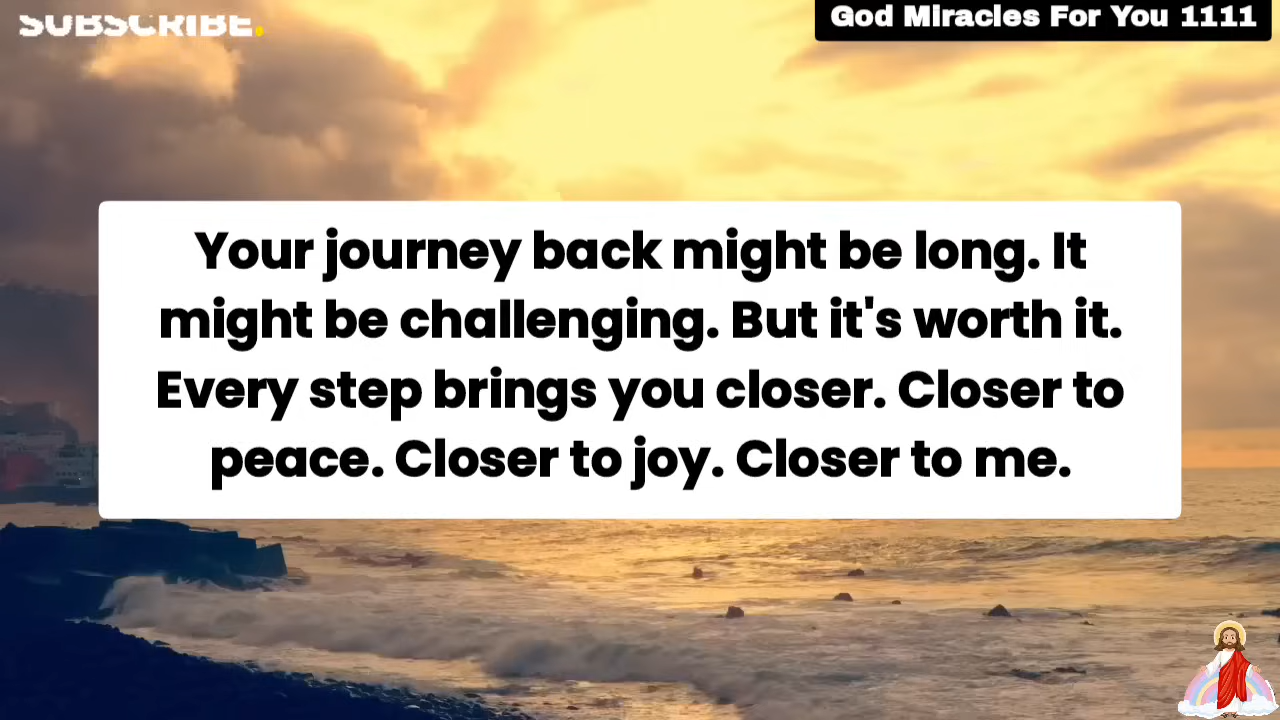 SUBSCRIBE.
God Miracles For You 1111
Your journey back might be long. It
might be challenging. But it's worth it.
Every step brings you closer. Closer to
peace. Closer to joy. Closer to me.